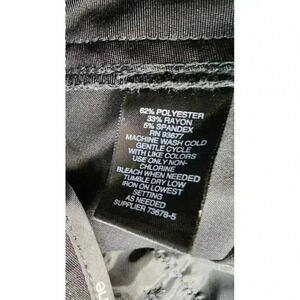 62% POLYESTER
33% RAYON
5% SPANDEX
RN 93677
MACHINE WASH COLD
GENTLE CYCLE
WITH LIKE COLORS
USE ONLY NON-
CHLORINE
BLEACH WHEN NEEDED
TUMBLE DRY LOW
IRON ON LOWEST
SETTING
AS NEEDED
SUPPLIER 73678-5